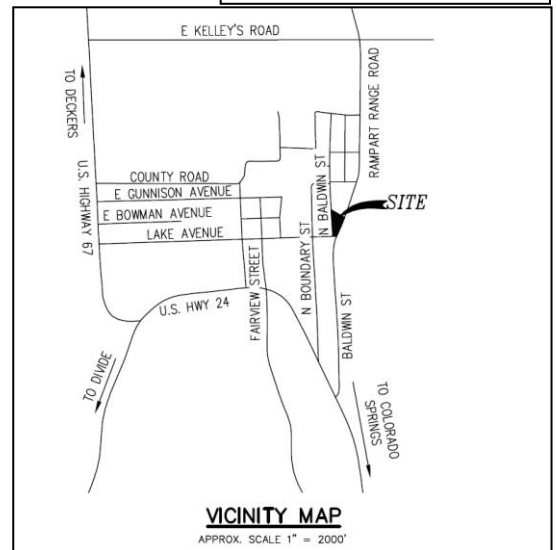 E KELLEY'S ROAD
TO DECKERS
U.S. HIGHWAY 67
RAMPART RANGE ROAD
COUNTY ROAD
E GUNNISON AVENUE
E BOWMAN AVENUE
LAKE AVENUE
N BALDWIN ST
SITE
N BOUNDARY ST
FAIRVIEW STREET
U.S. HWY 24
BALDWIN ST
TO DIVIDE
TO COLORADO
SPRINGS
VICINITY MAP
APPROX. SCALE 1" = 2000'